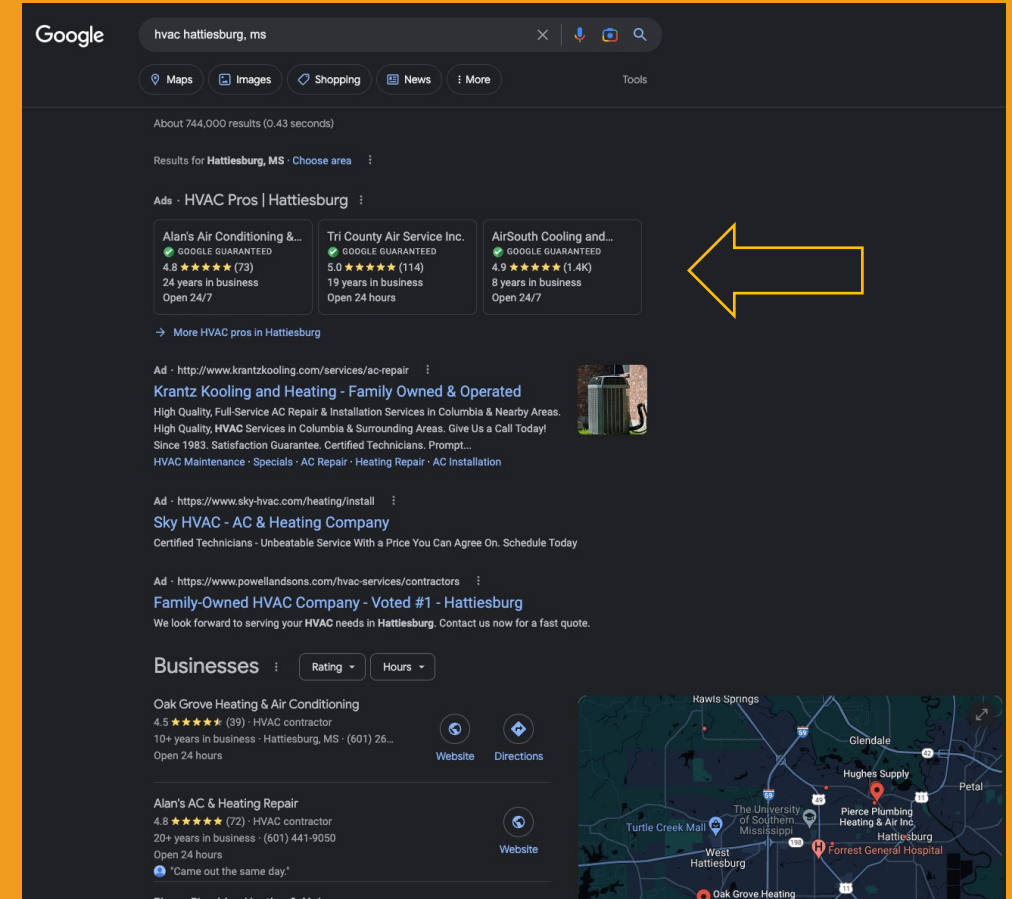 Google
hvac hattiesburg, ms
Maps
Images
Shopping
News
More
Tools
About 744,000 results (0.43 seconds)
Results for Hattiesburg, MS · Choose area
Ads · HVAC Pros | Hattiesburg
Alan's Air Conditioning &...
GOOGLE GUARANTEED
4.8 ★★★★★ (73)
24 years in business
Open 24/7
Tri County Air Service Inc.
GOOGLE GUARANTEED
5.0 ★★★★★ (114)
19 years in business
Open 24 hours
AirSouth Cooling and...
GOOGLE GUARANTEED
4.9 ★★★★★ (1.4K)
8 years in business
Open 24/7
→ More HVAC pros in Hattiesburg
Ad · http://www.krantzkooling.com/services/ac-repair
Krantz Kooling and Heating - Family Owned & Operated
High Quality, Full-Service AC Repair & Installation Services in Columbia & Nearby Areas.
High Quality, HVAC Services in Columbia & Surrounding Areas. Give Us a Call Today!
Since 1983. Satisfaction Guarantee. Certified Technicians. Prompt...
HVAC Maintenance · Specials · AC Repair · Heating Repair · AC Installation
Ad · https://www.sky-hvac.com/heating/install
Sky HVAC - AC & Heating Company
Certified Technicians - Unbeatable Service With a Price You Can Agree On. Schedule Today
Ad · https://www.powellandsons.com/hvac-services/contractors
Family-Owned HVAC Company - Voted #1 - Hattiesburg
We look forward to serving your HVAC needs in Hattiesburg. Contact us now for a fast quote.
Businesses
Rating
Hours
Oak Grove Heating & Air Conditioning
4.5 ★★★★★ (39) · HVAC contractor
10+ years in business · Hattiesburg, MS · (601) 26...
Open 24 hours
Website
Directions
Alan's AC & Heating Repair
4.8 ★★★★★ (72) · HVAC contractor
20+ years in business · (601) 441-9050
Open 24 hours
"Came out the same day."
Website
Rawls Springs
59
Glendale
42
Hughes Supply
Petal
59
49
11
The University
of Southern
Mississippi
Pierce Plumbing
Heating & Air Inc
Turtle Creek Mall
Hattiesburg
198
H
Forrest General Hospital
West
Hattiesburg
11
Oak Grove Heating